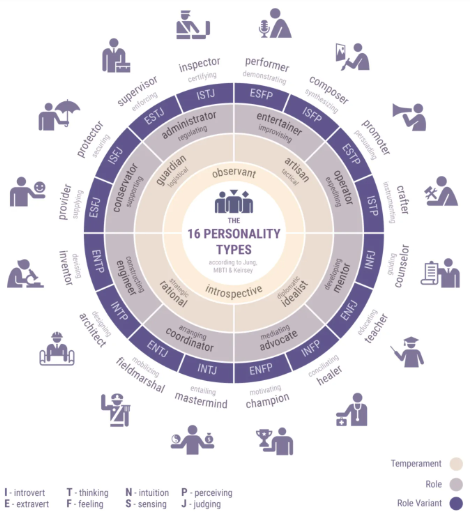 THE
16 PERSONALITY
TYPES
according to Jung,
MBTI & Keirsey
observant
introspective
guardian
logistical
artisan
tactical
idealist
diplomatic
rational
strategic
administrator
regulating
entertainer
improvising
operator
expediting
mentor
developing
advocate
mediating
coordinator
arranging
engineer
constructing
conservator
supporting
ESFP
performer
demonstrating
ISFP
composer
synthesizing
ESTP
promoter
persuading
ISTP
crafter
instrumenting
INFJ
counselor
guiding
ENFJ
teacher
educating
INFP
healer
conciliating
ENFP
champion
motivating
INTJ
mastermind
entailing
ENTJ
fieldmarshal
mobilizing
INTP
architect
designing
ENTP
inventor
devising
ESFJ
provider
supplying
ISFJ
protector
securing
ESTJ
supervisor
enforcing
ISTJ
inspector
certifying
Temperament
Role
Role Variant
I - introvert
T - thinking
N - intuition
P - perceiving
E - extravert
F - feeling
S - sensing
J - judging